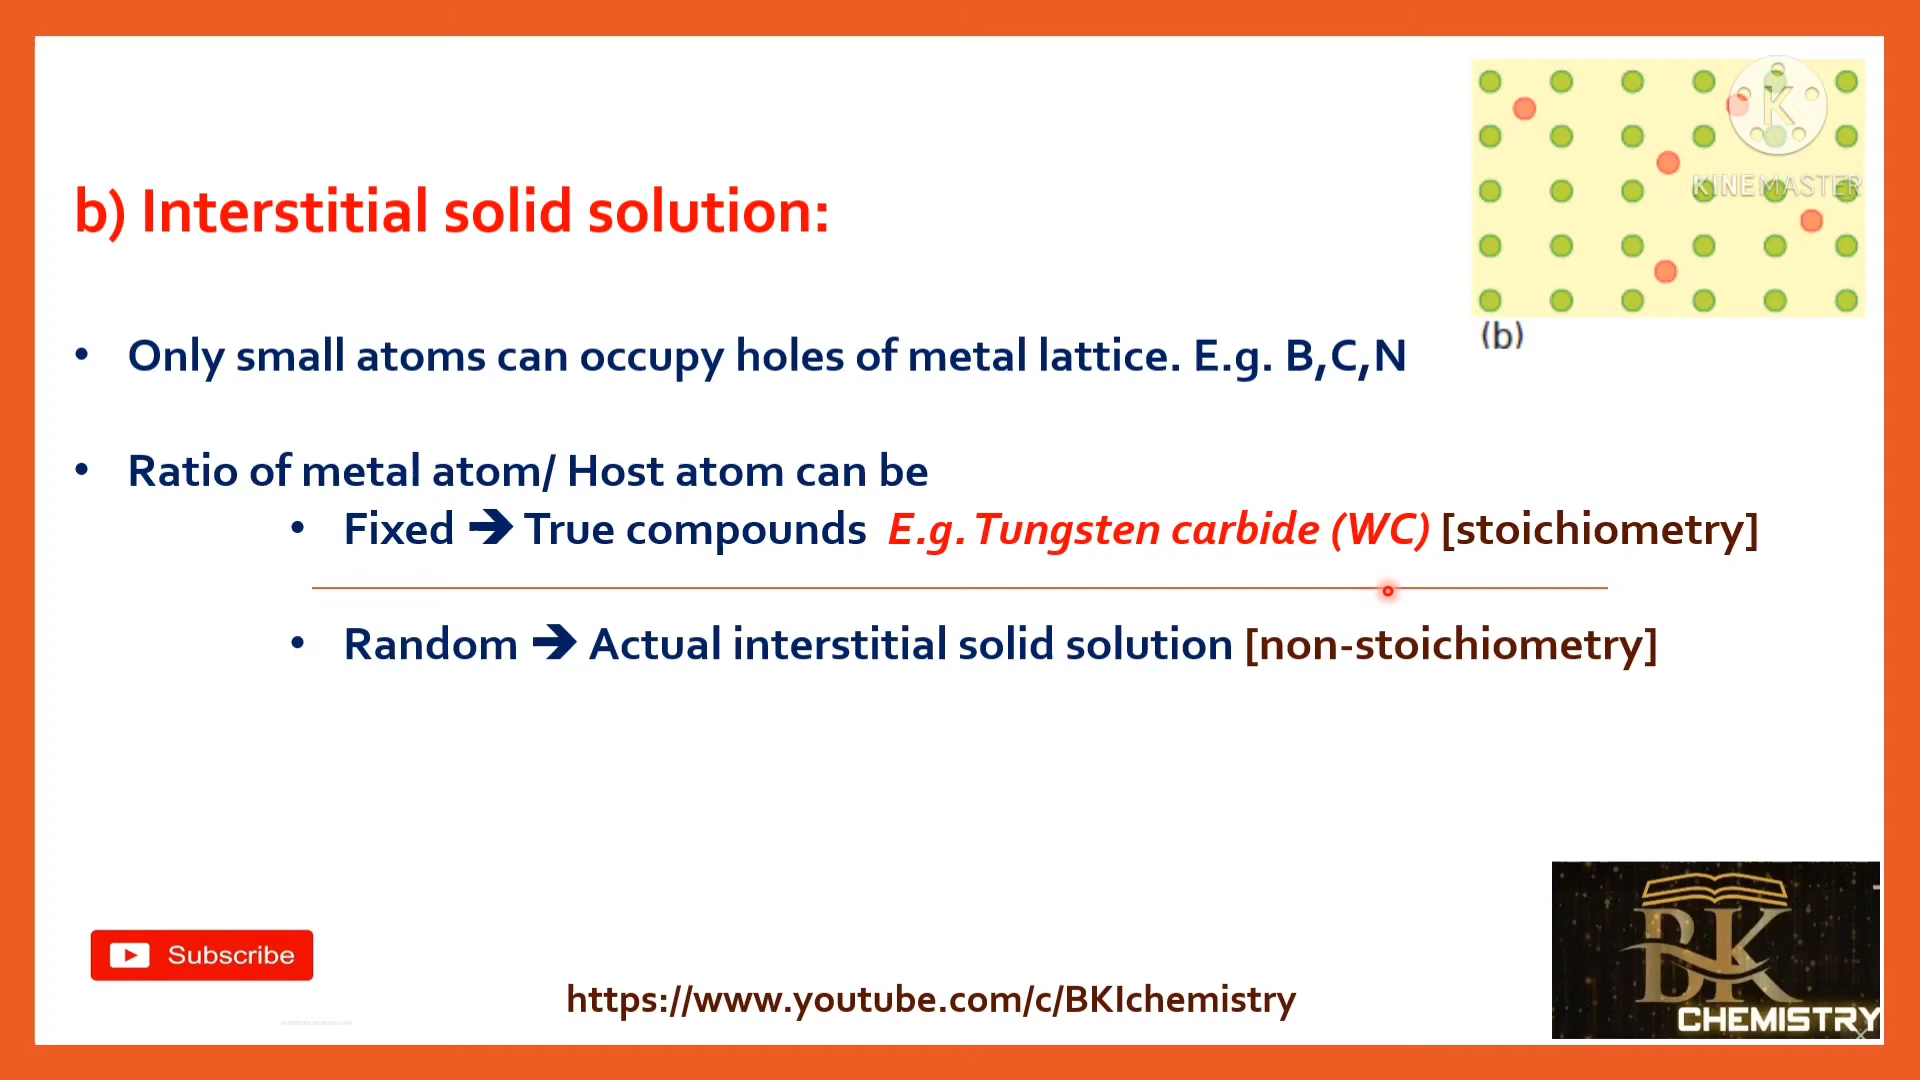 K
KINEMASTER
(b)
b) Interstitial solid solution:
• Only small atoms can occupy holes of metal lattice. E.g. B,C,N
• Ratio of metal atom/ Host atom can be
• Fixed → True compounds E.g. Tungsten carbide (WC) [stoichiometry]
• Random → Actual interstitial solid solution [non-stoichiometry]
Subscribe
https://www.youtube.com/c/BKIchemistry
BK
CHEMISTRY